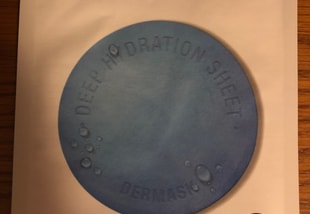 DEEP HYDRATION SHEET
DERMASK